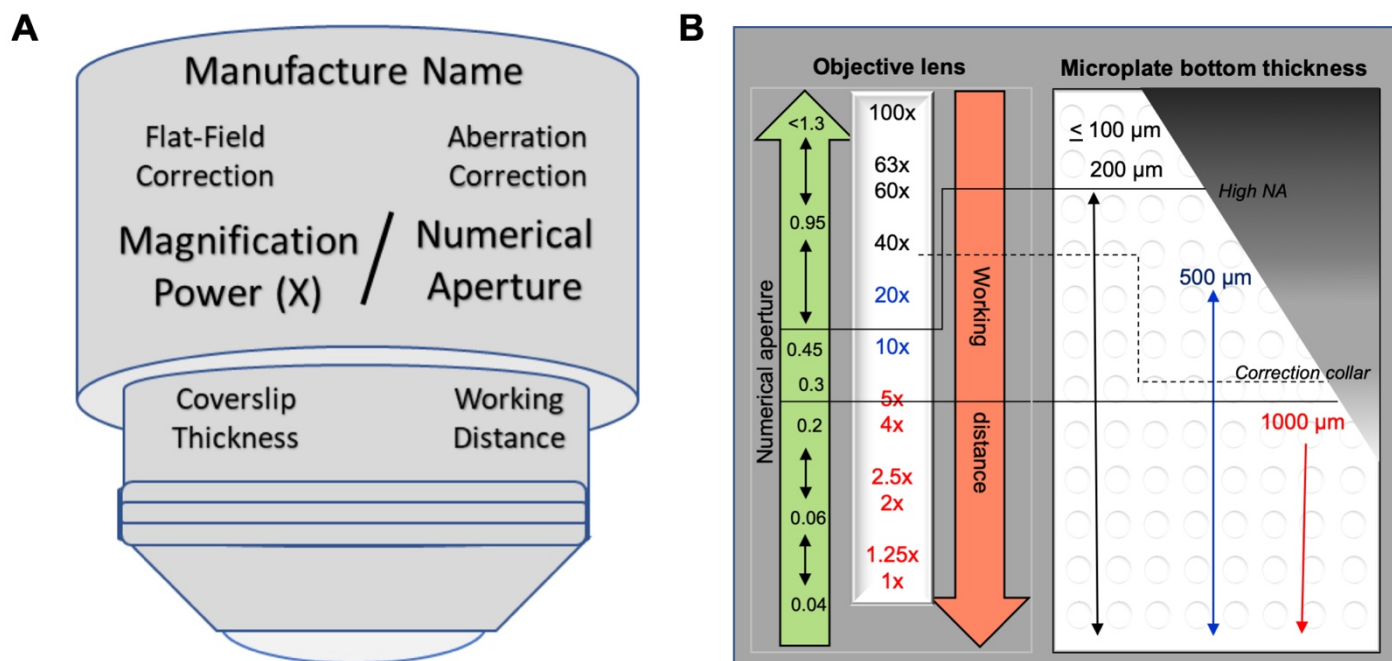 A
Manufacture Name
Flat-Field
Correction
Aberration
Correction
Magnification
Power (X)
/
Numerical
Aperture
Coverslip
Thickness
Working
Distance
B
Objective lens
Microplate bottom thickness
Numerical aperture
<1.3
0.95
0.45
0.3
0.2
0.06
0.04
100x
63x
60x
40x
20x
10x
5x
4x
2.5x
2x
1.25x
1x
Working
distance
≤ 100 µm
200 µm
High NA
500 µm
Correction collar
1000 µm